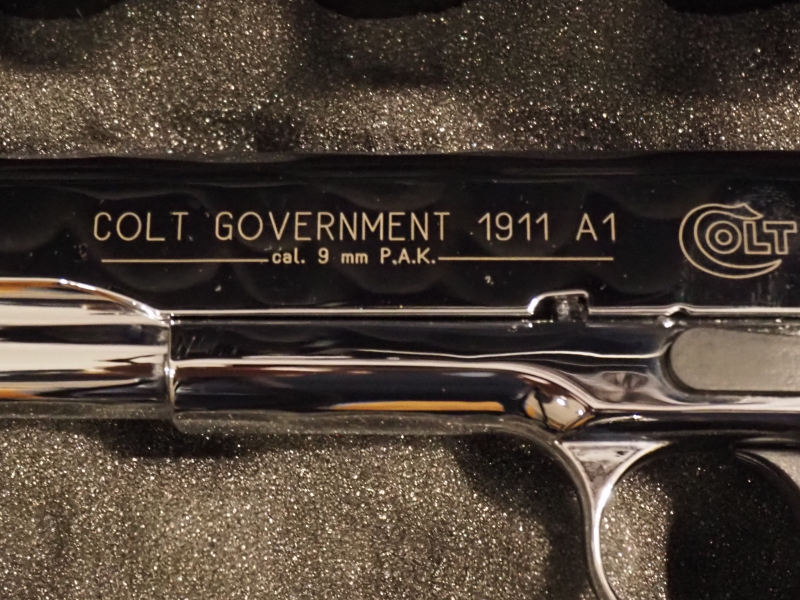 COLT GOVERNMENT 1911 A1
cal. 9 mm P.A.K.
COLT